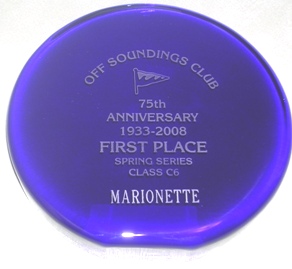 OFF SOUNDINGS CLUB
75th
ANNIVERSARY
1933-2008
FIRST PLACE
SPRING SERIES
CLASS C6
MARIONETTE